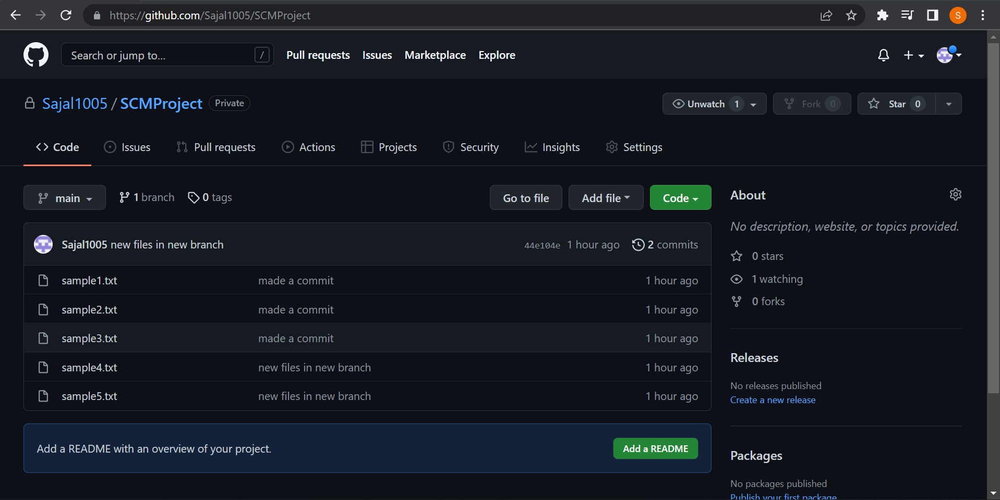 https://github.com/Sajal1005/SCMProject
S
Search or jump to...
/
Pull requests
Issues
Marketplace
Explore
Sajal1005 / SCMProject
Private
Unwatch 1
Fork 0
Star 0
Code
Issues
Pull requests
Actions
Projects
Security
Insights
Settings
main
1 branch
0 tags
Go to file
Add file
Code
Sajal1005 new files in new branch
44e104e 1 hour ago
2 commits
sample1.txt made a commit 1 hour ago
sample2.txt made a commit 1 hour ago
sample3.txt made a commit 1 hour ago
sample4.txt new files in new branch 1 hour ago
sample5.txt new files in new branch 1 hour ago
Add a README with an overview of your project.
Add a README
About
No description, website, or topics provided.
0 stars
1 watching
0 forks
Releases
No releases published
Create a new release
Packages
No packages published
Publish your first package